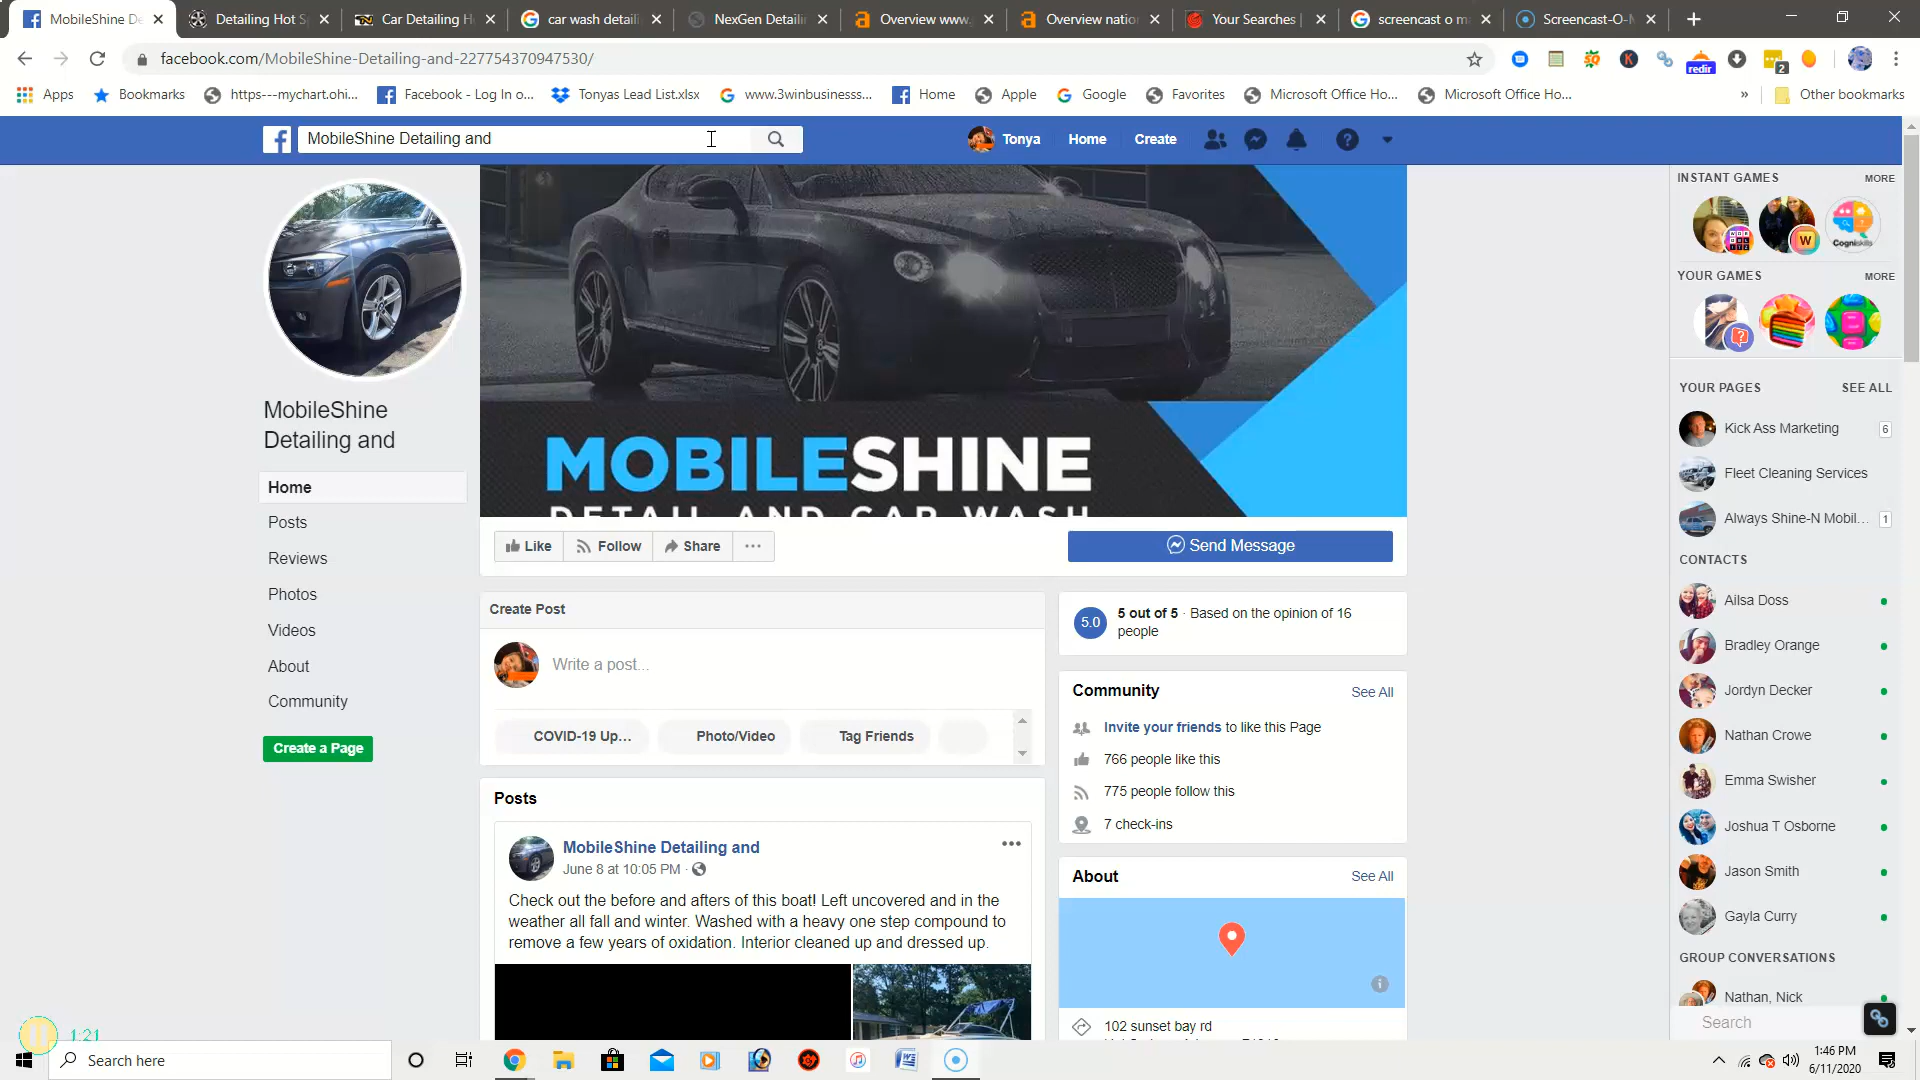 MobileShine De
Detailing Hot S
Car Detailing H
car wash detail
NexGen Detaili
Overview www.
Overview natio
Your Searches |
screencast o m
Screencast-O-M
facebook.com/MobileShine-Detailing-and-227754370947530/
redir
2
Apps
Bookmarks
https---mychart.ohi...
Facebook - Log In o...
Tonyas Lead List.xlsx
www.3winbusinesss...
Home
Apple
Google
Favorites
Microsoft Office Ho...
Microsoft Office Ho...
»
Other bookmarks
MobileShine Detailing and
Tonya
Home
Create
MobileShine
Detailing and
Home
Posts
Reviews
Photos
Videos
About
Community
Create a Page
MOBILESHINE
DETAIL AND CAR WASH
Like
Follow
Share
Send Message
Create Post
Write a post...
COVID-19 Up...
Photo/Video
Tag Friends
Posts
MobileShine Detailing and
June 8 at 10:05 PM ·
Check out the before and afters of this boat! Left uncovered and in the
weather all fall and winter. Washed with a heavy one step compound to
remove a few years of oxidation. Interior cleaned up and dressed up.
5.0
5 out of 5 · Based on the opinion of 16
people
Community
See All
Invite your friends to like this Page
766 people like this
775 people follow this
7 check-ins
About
See All
102 sunset bay rd
INSTANT GAMES
MORE
Cogniskills
YOUR GAMES
MORE
YOUR PAGES
SEE ALL
Kick Ass Marketing
6
Fleet Cleaning Services
Always Shine-N Mobil...
1
CONTACTS
Ailsa Doss
Bradley Orange
Jordyn Decker
Nathan Crowe
Emma Swisher
Joshua T Osborne
Jason Smith
Gayla Curry
GROUP CONVERSATIONS
Nathan, Nick
Search
1:21
Search here
1:46 PM
6/11/2020